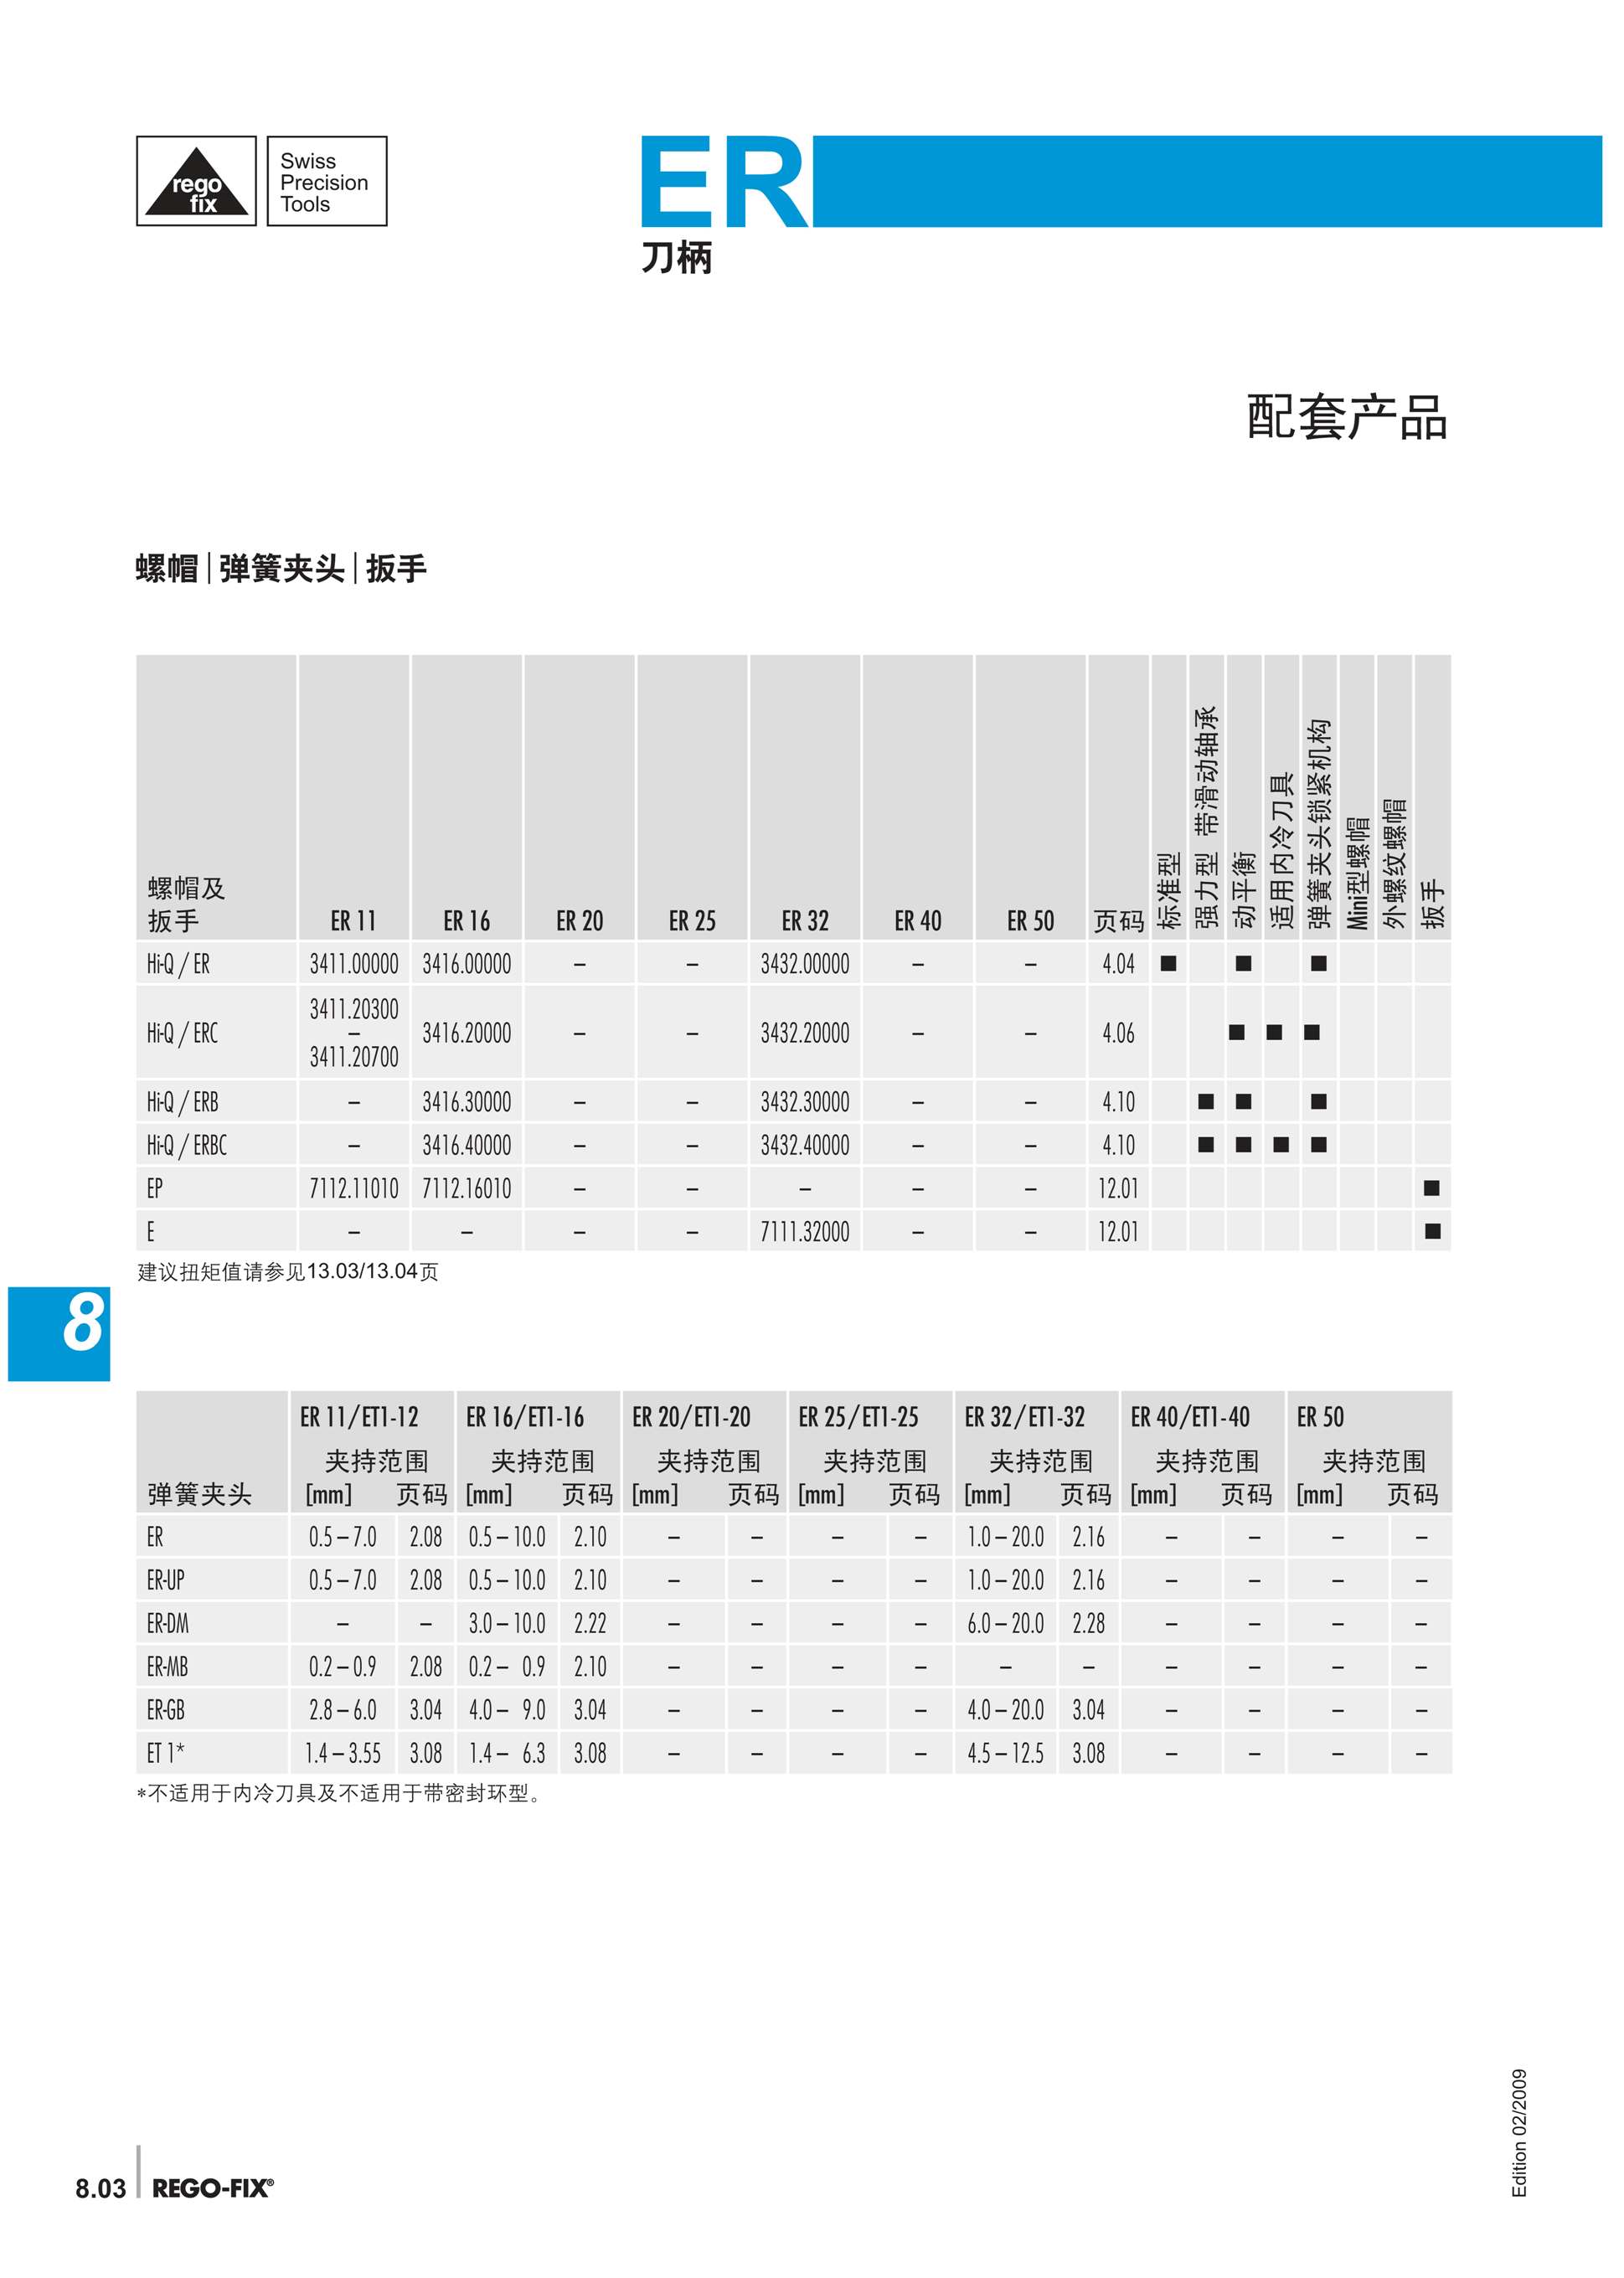 rego
fix
Swiss
Precision
Tools
ER
刀柄
配套产品
螺帽|弹簧夹头|扳手
螺帽及
扳手 ER 11 ER 16 ER 20 ER 25 ER 32 ER 40 ER 50 页码 标准型 强力型 带滑动轴承 动平衡 适用内冷刀具 弹簧夹头锁紧机构 Mini型螺帽 外螺纹螺帽 扳手
Hi-Q / ER 3411.00000 3416.00000 – – 3432.00000 – – 4.04 ■ ■ ■
Hi-Q / ERC 3411.20300 – 3411.20700 3416.20000 – – 3432.20000 – – 4.06 ■ ■ ■
Hi-Q / ERB – 3416.30000 – – 3432.30000 – – 4.10 ■ ■ ■
Hi-Q / ERBC – 3416.40000 – – 3432.40000 – – 4.10 ■ ■ ■ ■
EP 7112.11010 7112.16010 – – – – – 12.01 ■
E – – – – 7111.32000 – – 12.01 ■
建议扭矩值请参见13.03/13.04页
8
ER 11/ET1-12 ER 16/ET1-16 ER 20/ET1-20 ER 25/ET1-25 ER 32/ET1-32 ER 40/ET1-40 ER 50
夹持范围 夹持范围 夹持范围 夹持范围 夹持范围 夹持范围 夹持范围
弹簧夹头 [mm] 页码 [mm] 页码 [mm] 页码 [mm] 页码 [mm] 页码 [mm] 页码 [mm] 页码
ER 0.5 – 7.0 2.08 0.5 – 10.0 2.10 – – – – 1.0 – 20.0 2.16 – – – –
ER-UP 0.5 – 7.0 2.08 0.5 – 10.0 2.10 – – – – 1.0 – 20.0 2.16 – – – –
ER-DM – – 3.0 – 10.0 2.22 – – – – 6.0 – 20.0 2.28 – – – –
ER-MB 0.2 – 0.9 2.08 0.2 – 0.9 2.10 – – – – – – – – – –
ER-GB 2.8 – 6.0 3.04 4.0 – 9.0 3.04 – – – – 4.0 – 20.0 3.04 – – – –
ET 1* 1.4 – 3.55 3.08 1.4 – 6.3 3.08 – – – – 4.5 – 12.5 3.08 – – – –
*不适用于内冷刀具及不适用于带密封环型。
Edition 02/2009
8.03 REGO-FIX®